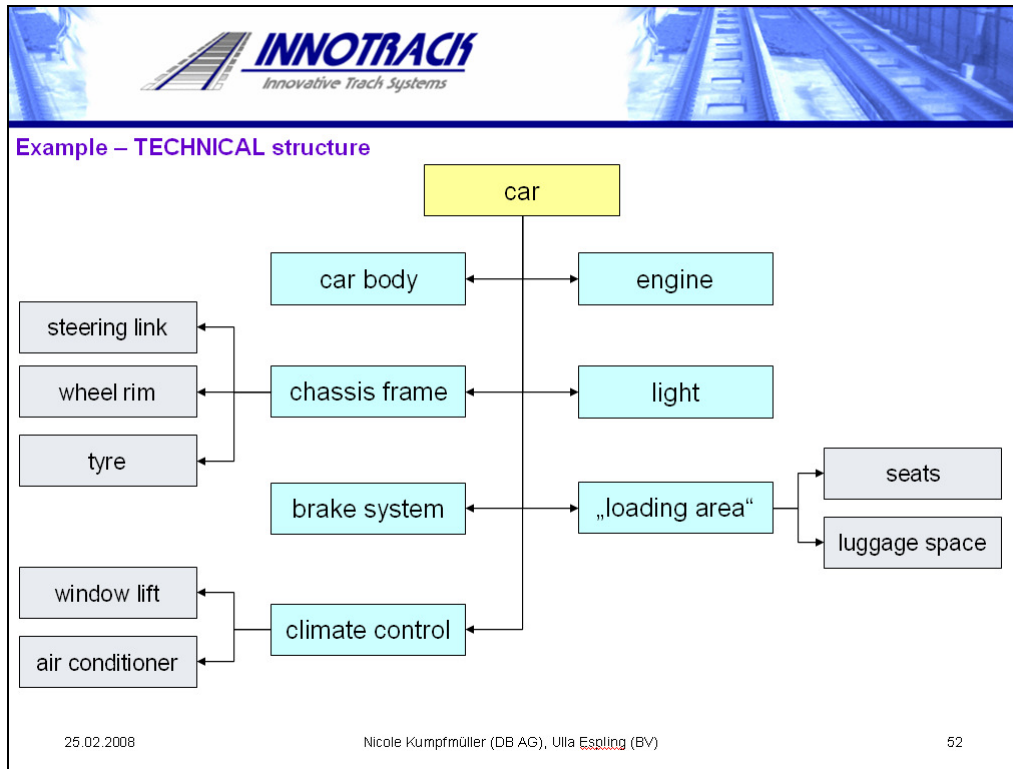 INNOTRACK
Innovative Track Systems
Example – TECHNICAL structure
car
car body
engine
steering link
wheel rim
chassis frame
light
tyre
seats
brake system
„loading area“
luggage space
window lift
climate control
air conditioner
25.02.2008
Nicole Kumpfmüller (DB AG), Ulla Espling (BV)
52